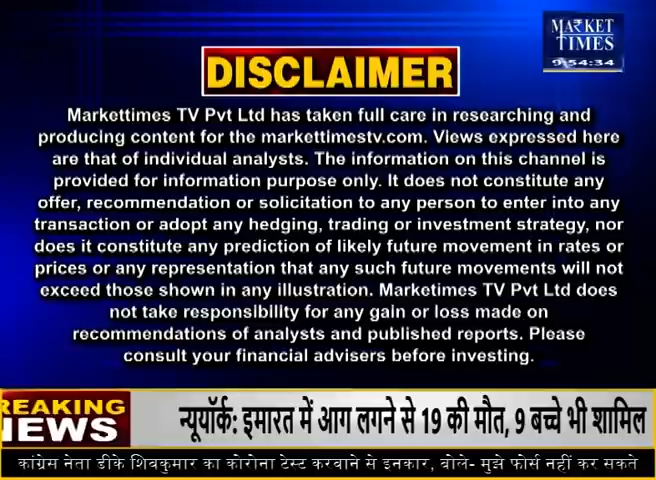 MARKET
TIMES
9:54:34
DISCLAIMER
Markettimes TV Pvt Ltd has taken full care in researching and
producing content for the markettimestv.com. Views expressed here
are that of individual analysts. The information on this channel is
provided for information purpose only. It does not constitute any
offer, recommendation or solicitation to any person to enter into any
transaction or adopt any hedging, trading or investment strategy, nor
does it constitute any prediction of likely future movement in rates or
prices or any representation that any such future movements will not
exceed those shown in any illustration. Marketimes TV Pvt Ltd does
not take responsibility for any gain or loss made on
recommendations of analysts and published reports. Please
consult your financial advisers before investing.
REAKING
NEWS
न्यूयॉर्क: इमारत में आग लगने से 19 की मौत, 9 बच्चे भी शामिल
कांग्रेस नेता डीके शिवकुमार का कोरोना टेस्ट करवाने से इनकार, बोले- मुझे फोर्स नहीं कर सकते